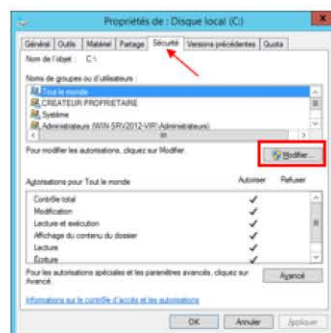 Propriétés de : Disque local (C:)
Général Outils Matériel Partage Sécurité Versions précédentes Quota
Nom de l'objet : C:\
Noms de groupes ou d'utilisateurs :
Tout le monde
CREATEUR PROPRIETAIRE
Système
Administrateurs (WIN-SRV2012-VIP\Administrateurs)
Pour modifier les autorisations, cliquez sur Modifier.
Modifier...
Autorisations pour Tout le monde Autoriser Refuser
Contrôle total
Modification
Lecture et exécution
Affichage du contenu du dossier
Lecture
Écriture
Pour les autorisations spéciales et les paramètres avancés, cliquez sur
Avancé.
Avancé
Informations sur le contrôle d'accès et les autorisations
OK Annuler Appliquer